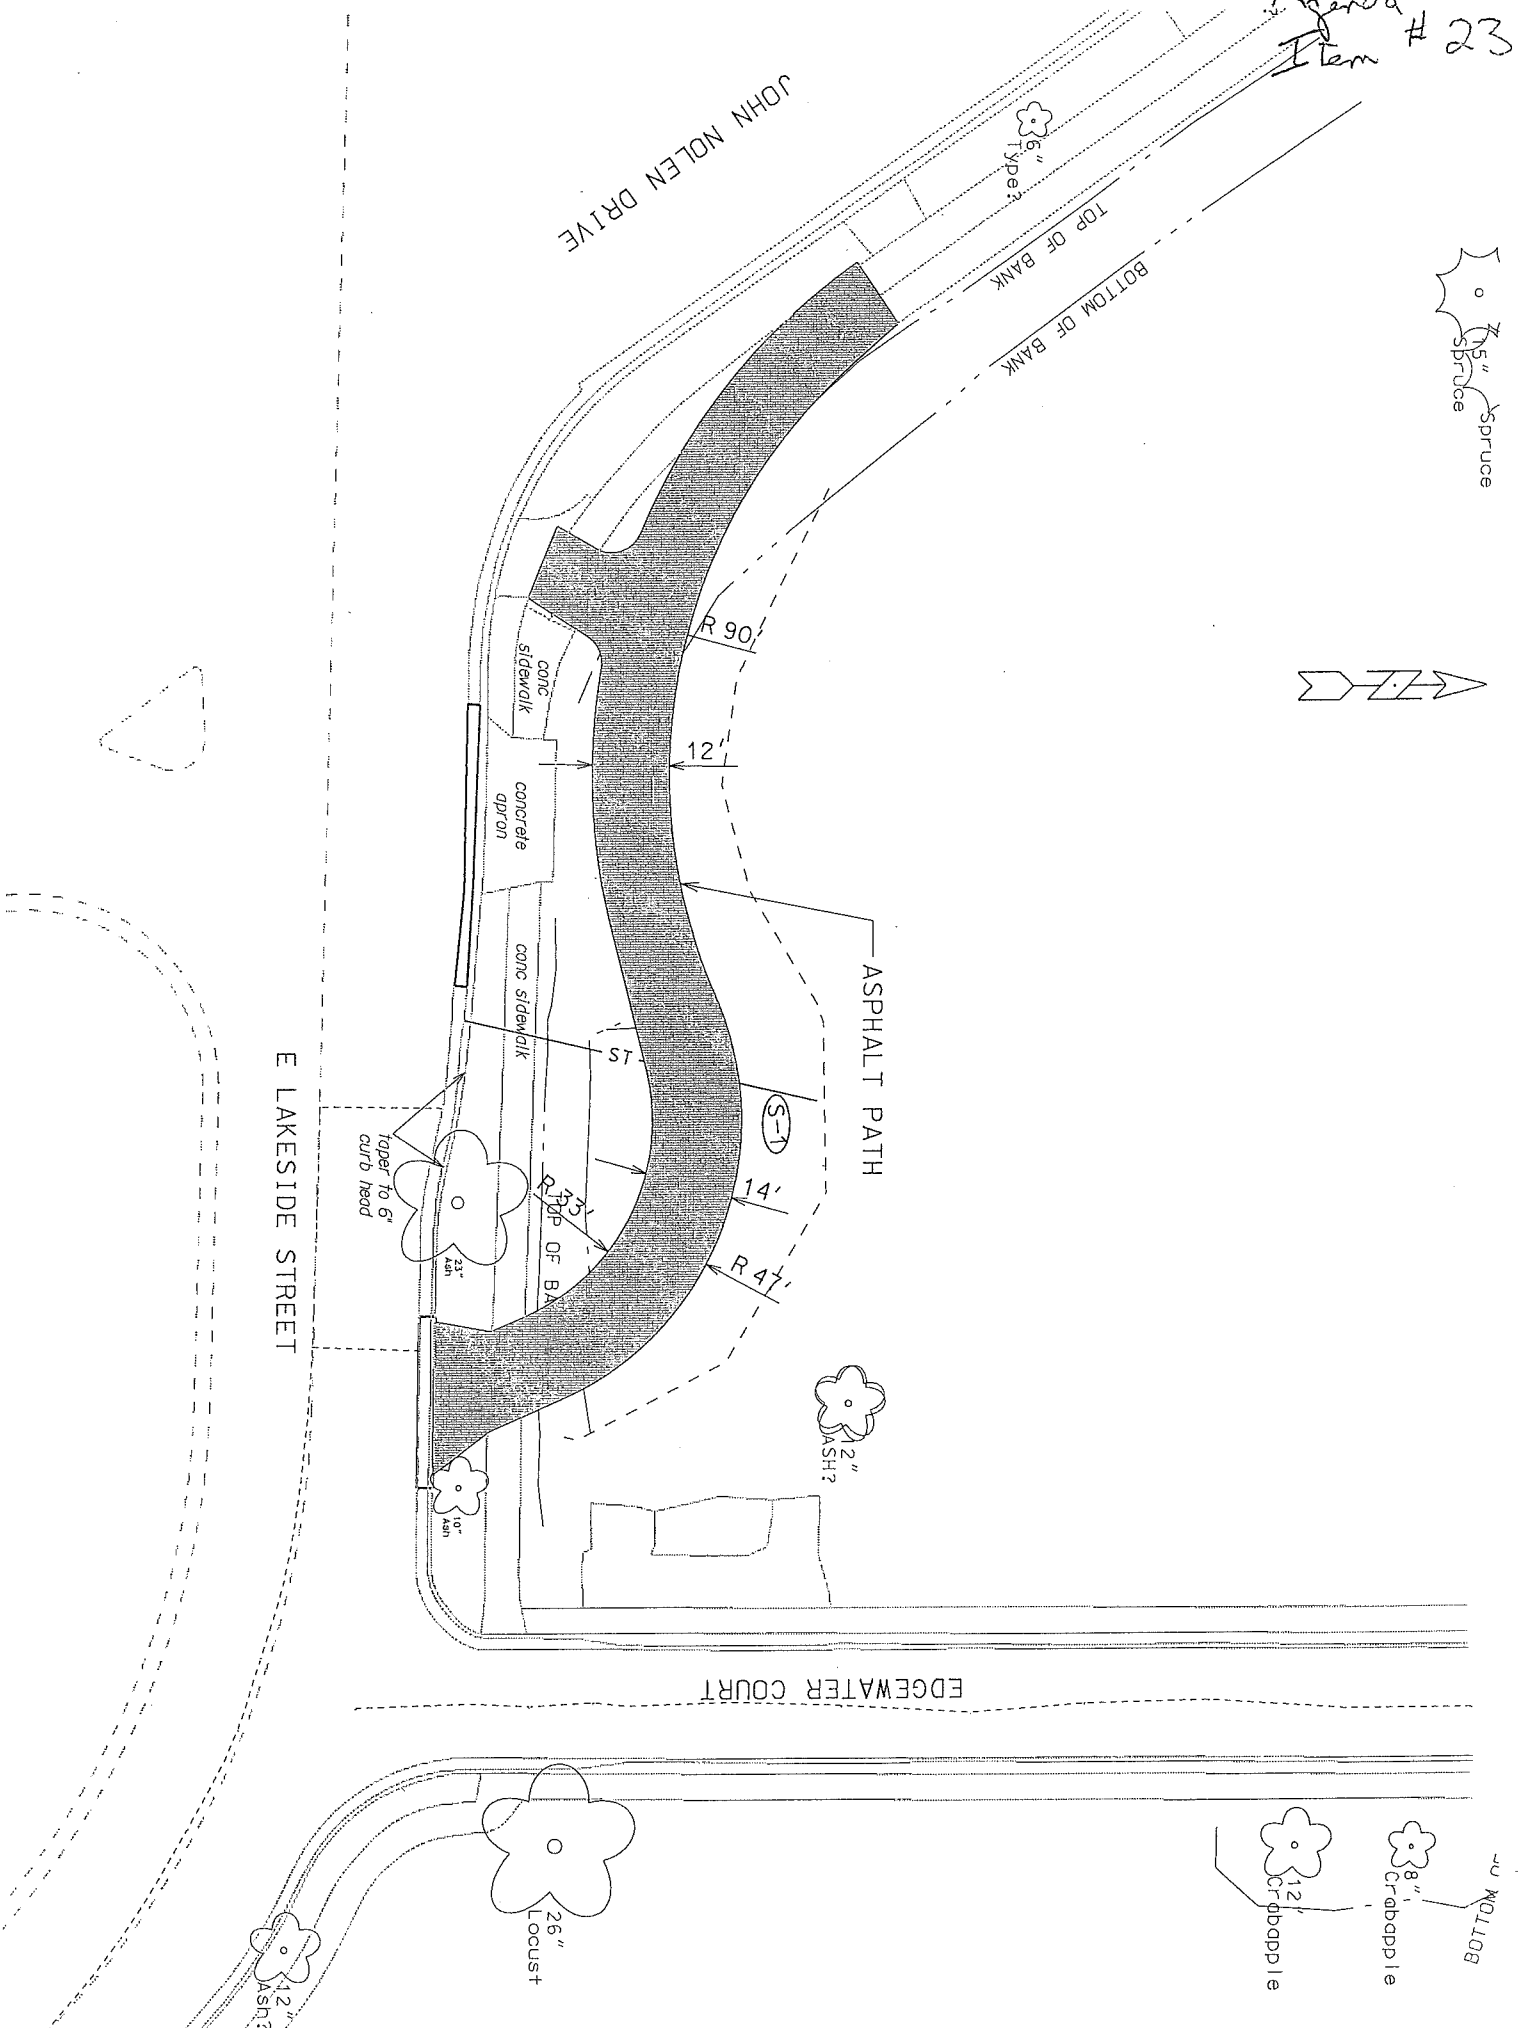 Agenda
Item # 23
JOHN NOLEN DRIVE
6"
Type?
TOP OF BANK
BOTTOM OF BANK
15"
Spruce
Spruce
N
R 90'
conc
sidewalk
12'
concrete
apron
conc sidewalk
ASPHALT PATH
ST
S-1
E LAKESIDE STREET
taper to 6"
curb head
23"
Ash
R 33'
TOP OF BA
14'
R 47'
12"
ASH?
10"
Ash
EDGEWATER COURT
26"
Locust
12"
Crabapple
8"
Crabapple
BOTTOM
12"
Ash?